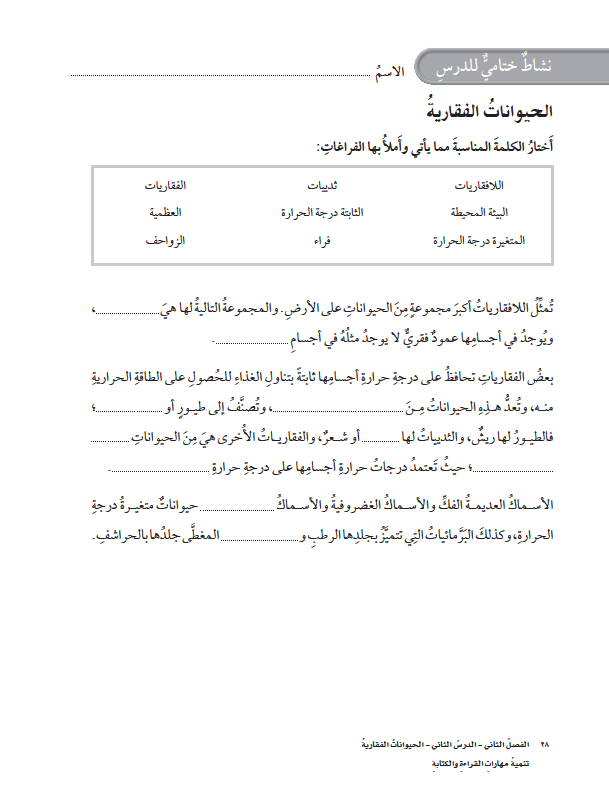 نشاطٌ ختاميٌّ للدرسِ
الاسمُ ........................
الحيواناتُ الفقاريةُ
أَختارُ الكلمةَ المناسبةَ مما يأتي وأَملأُ بها الفراغاتِ:
اللافقاريات ثدييات الفقاريات
البيئة المحيطة الثابتة درجة الحرارة العظمية
المتغيرة درجة الحرارة فراء الزواحف
تُمثِّلُ اللافقارياتُ أكبرَ مجموعةٍ مِنَ الحيواناتِ على الأرضِ. والمجموعةُ التاليةُ لها هيَ ............،
ويُوجدُ في أجسامِها عمودٌ فقريٌّ لا يوجدُ مثلُهُ في أجسامِ ............ .
بعضُ الفقارياتِ تحافظُ على درجةِ حرارةِ أجسامِها ثابتةً بتناولِ الغذاءِ للحُصولِ على الطاقةِ الحراريةِ
منه، وتُعدُّ هذِهِ الحيواناتُ مِنَ ........................، وتُصنَّفُ إلى طيورٍ أو ............؛
فالطيورُ لها ريشٌ، والثديياتُ لها ........ أو شعرٌ، والفقارياتُ الأُخرى هيَ مِنَ الحيواناتِ ........
................؛ حيثُ تَعتمدُ درجاتُ حرارةِ أجسامِها على درجةِ حرارةِ ................ .
الأسماكُ العديمةُ الفكِّ والأسماكُ الغضروفيةُ والأسماكُ ............ حيواناتٌ متغيرةُ درجةِ
الحرارةِ، وكذلكَ البَرَّمائياتُ التِي تتميَّزُ بجلدِها الرطبِ و ............ المغطَّى جلدُها بالحراشفِ.
٢٨ الفصلُ الثاني - الدرسُ الثاني - الحيواناتُ الفقاريةُ
تنميةُ مهاراتِ القراءةِ والكتابةِ